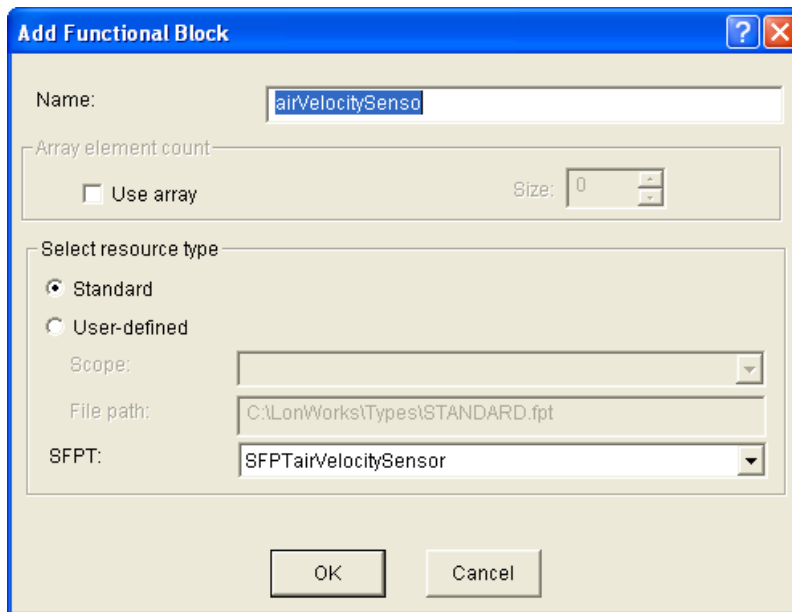 Add Functional Block
Name: airVelocitySenso
Array element count
Use array Size: 0
Select resource type
Standard
User-defined
Scope:
File path: C:\LonWorks\Types\STANDARD.fpt
SFPT: SFPTairVelocitySensor
OK Cancel